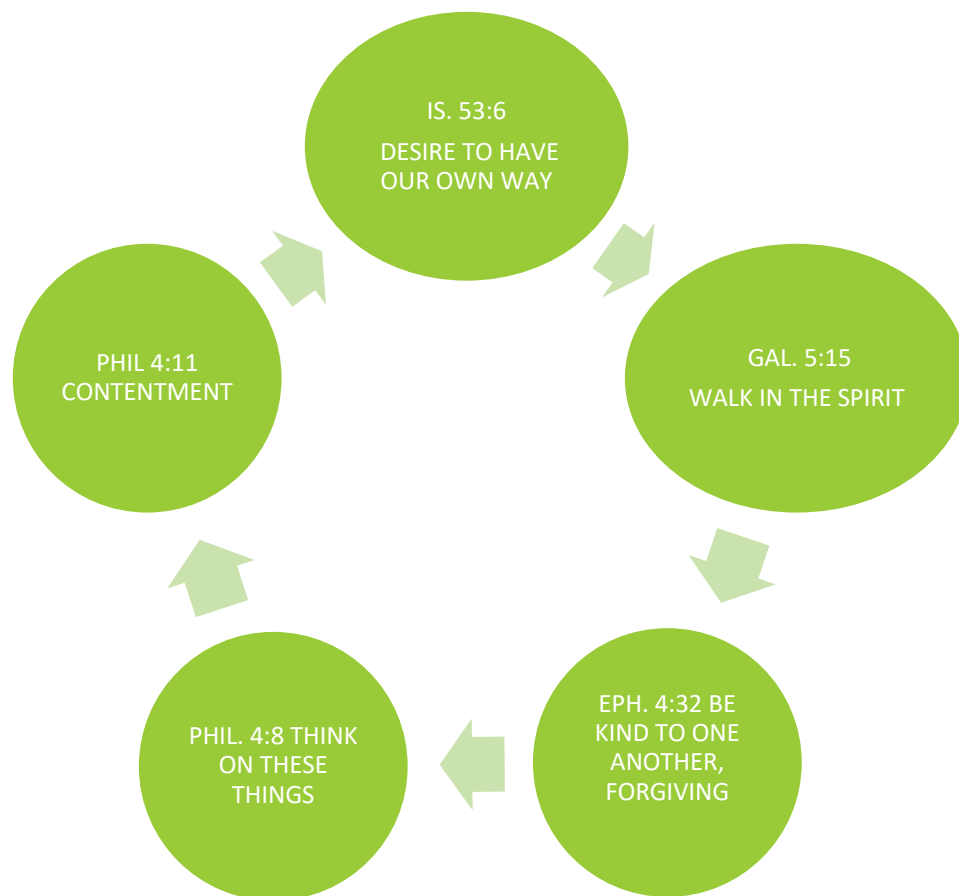 IS. 53:6
DESIRE TO HAVE
OUR OWN WAY
GAL. 5:15
WALK IN THE SPIRIT
EPH. 4:32 BE
KIND TO ONE
ANOTHER,
FORGIVING
PHIL. 4:8 THINK
ON THESE
THINGS
PHIL 4:11
CONTENTMENT